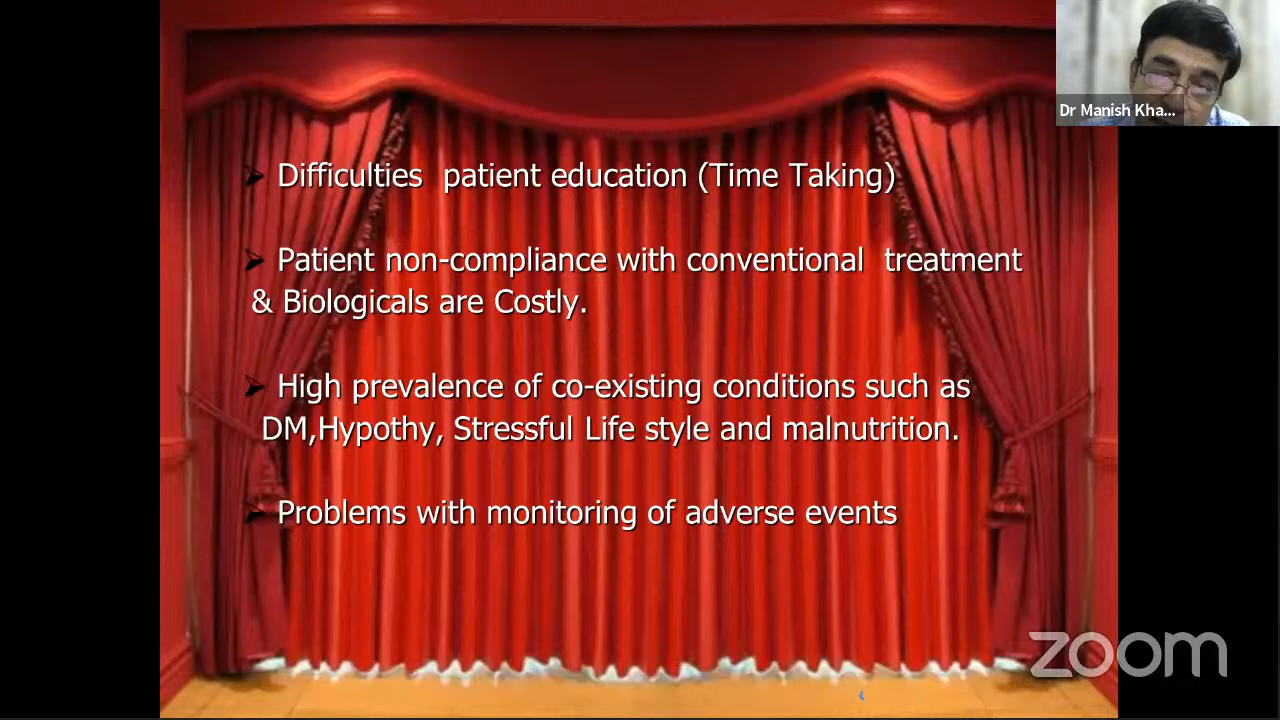 Dr Manish Kha...
➢ Difficulties patient education (Time Taking)
➢ Patient non-compliance with conventional treatment
& Biologicals are Costly.
➢ High prevalence of co-existing conditions such as
DM,Hypothy, Stressful Life style and malnutrition.
➢ Problems with monitoring of adverse events
zoom